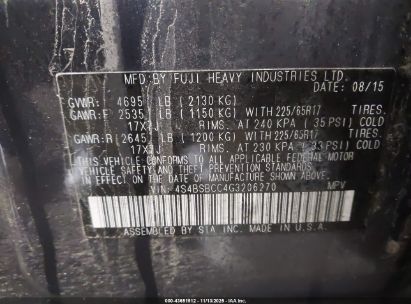 MFD.BY FUJI HEAVY INDUSTRIES LTD.
DATE: 08/15
GVWR: 4695 LB (2130 KG)
GAWR:F 2535 LB (1150 KG) WITH 225/65R17 TIRES,
17X7J RIMS. AT 240 KPA (35 PSI) COLD
GAWR:R 2645 LB (1200 KG) WITH 225/65R17 TIRES,
17X7J RIMS. AT 230 KPA (33 PSI) COLD
THIS VEHICLE CONFORMS TO ALL APPLICABLE FEDERAL MOTOR
VEHICLE SAFETY, BUMPER, AND THEFT PREVENTION STANDARDS
IN EFFECT ON THE DATE OF MANUFACTURE SHOWN ABOVE.
VIN: 4S4BSBCC4G3206270 MPV
ASSEMBLED BY SIA INC. IN U.S.A.
000-43691912 - 11/13/2025 - IAA Inc.